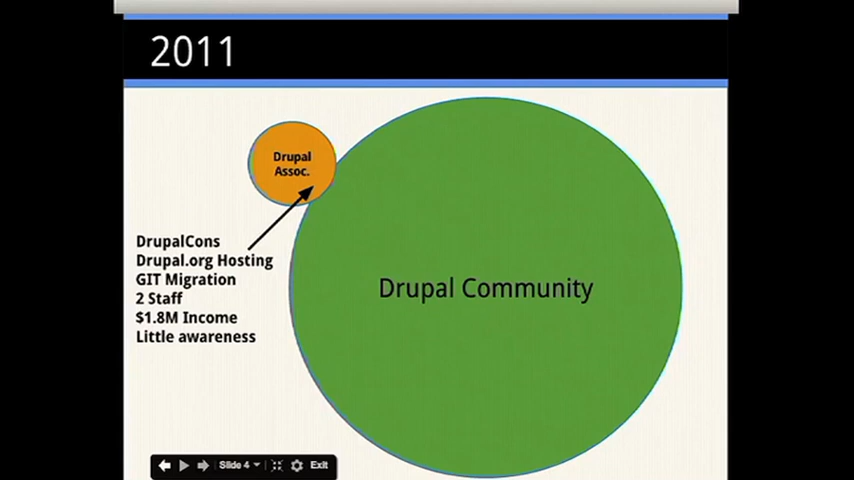 2011
Drupal
Assoc.
DrupalCons
Drupal.org Hosting
GIT Migration
2 Staff
$1.8M Income
Little awareness
Drupal Community
Slide 4
Exit